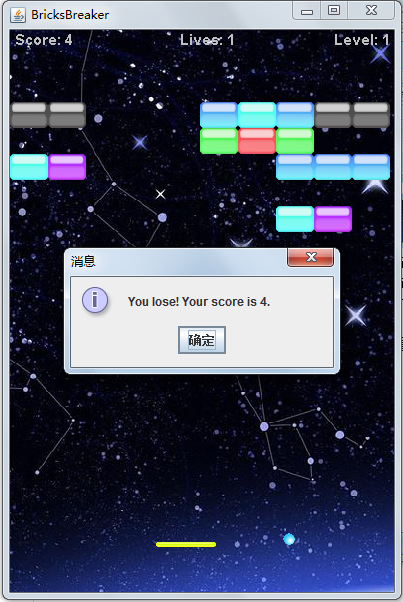 BricksBreaker
Score: 4 Lives: 1 Level: 1
消息
You lose! Your score is 4.
确定